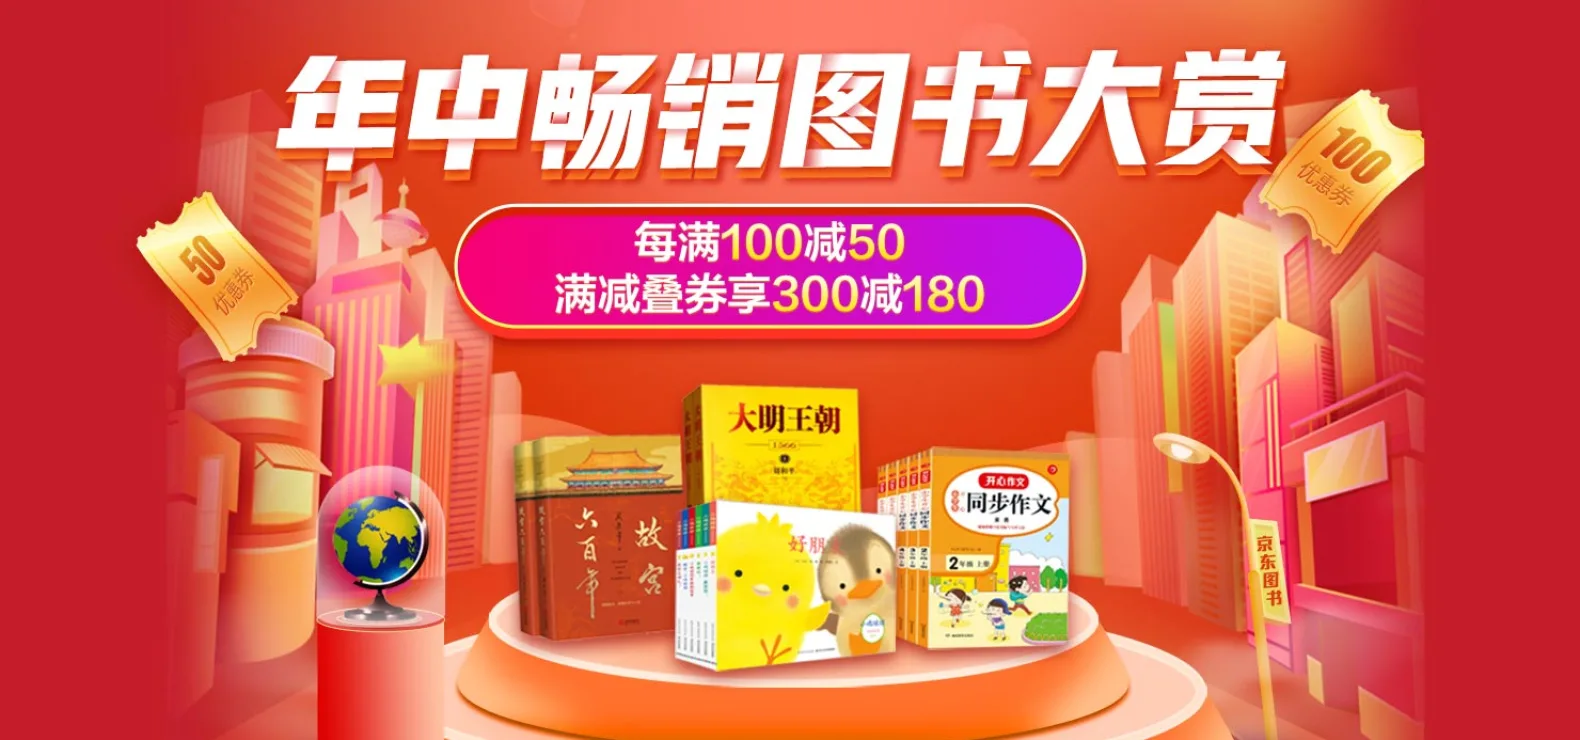 年中畅销图书大赏
100
优惠券
50
优惠券
每满100减50
满减叠券享300减180
大明王朝
1566
故宫
六百年
好朋
开心作文
同步作文
2年级 上册
京东图书